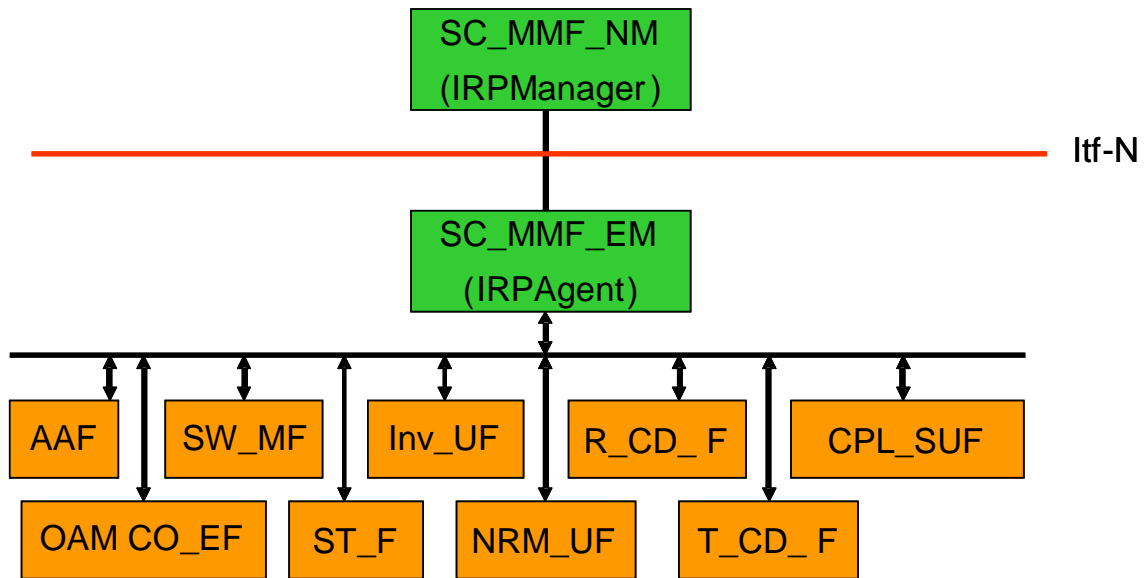 SC_MMF_NM
(IRPManager)
Itf-N
SC_MMF_EM
(IRPAgent)
AAF
SW_MF
Inv_UF
R_CD_ F
CPL_SUF
OAM CO_EF
ST_F
NRM_UF
T_CD_ F